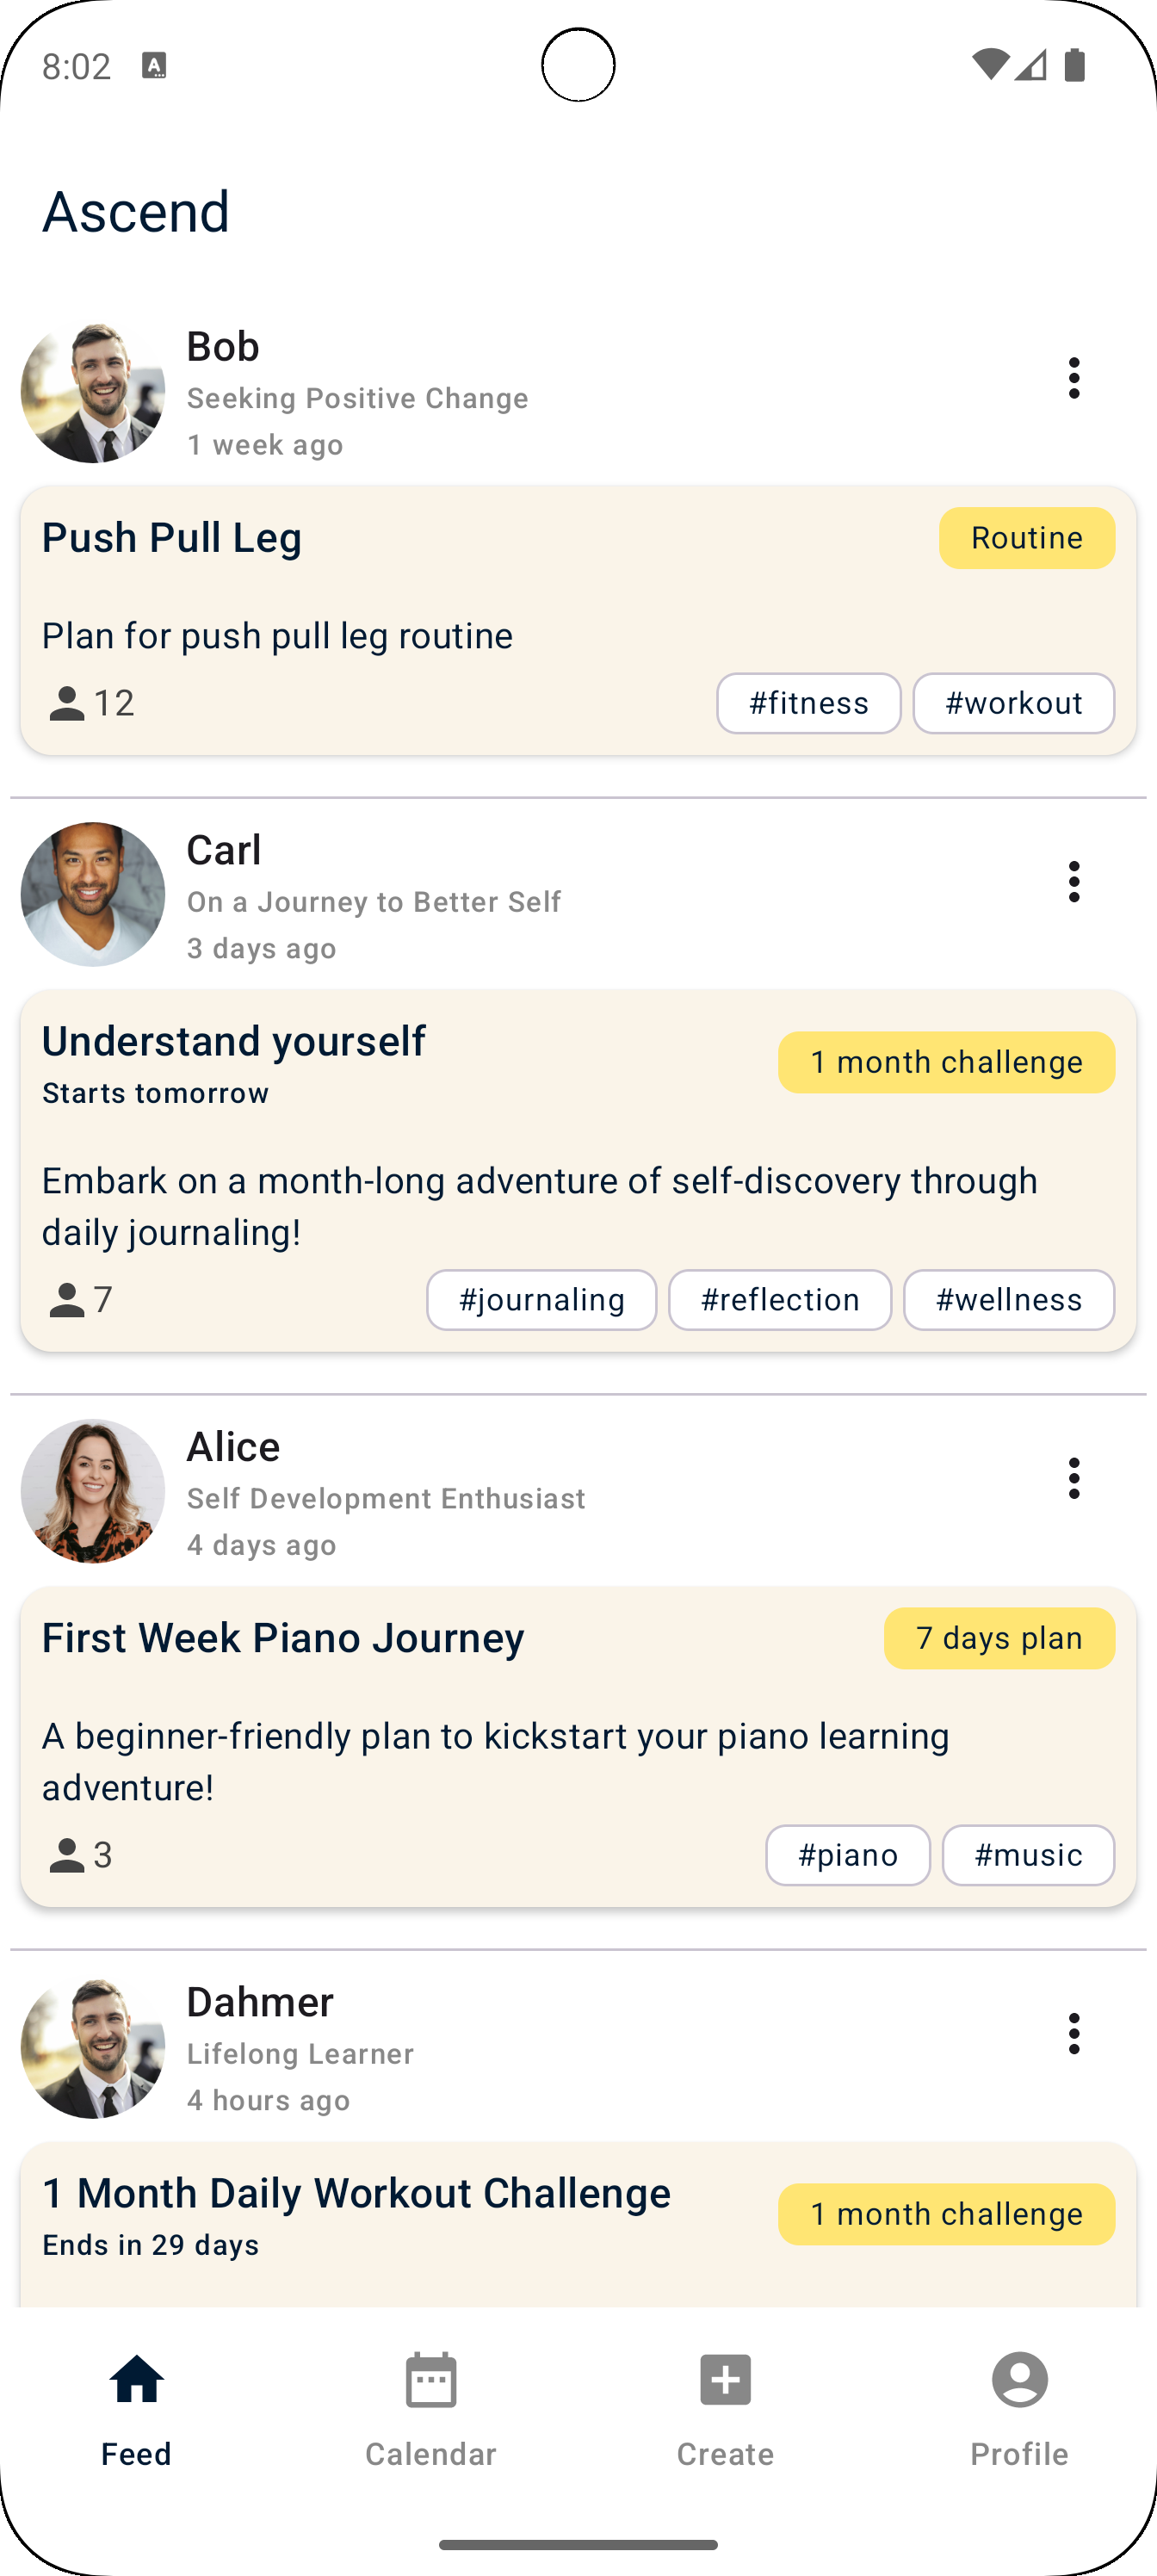 8:02
Ascend
Bob
Seeking Positive Change
1 week ago
Push Pull Leg
Routine
Plan for push pull leg routine
12
#fitness
#workout
Carl
On a Journey to Better Self
3 days ago
Understand yourself
1 month challenge
Starts tomorrow
Embark on a month-long adventure of self-discovery through
daily journaling!
7
#journaling
#reflection
#wellness
Alice
Self Development Enthusiast
4 days ago
First Week Piano Journey
7 days plan
A beginner-friendly plan to kickstart your piano learning
adventure!
3
#piano
#music
Dahmer
Lifelong Learner
4 hours ago
1 Month Daily Workout Challenge
1 month challenge
Ends in 29 days
Feed
Calendar
Create
Profile